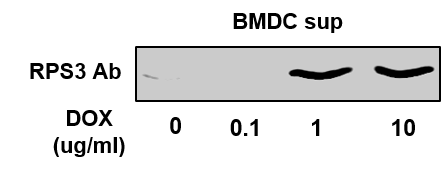 BMDC sup
RPS3 Ab
DOX 0 0.1 1 10
(ug/ml)